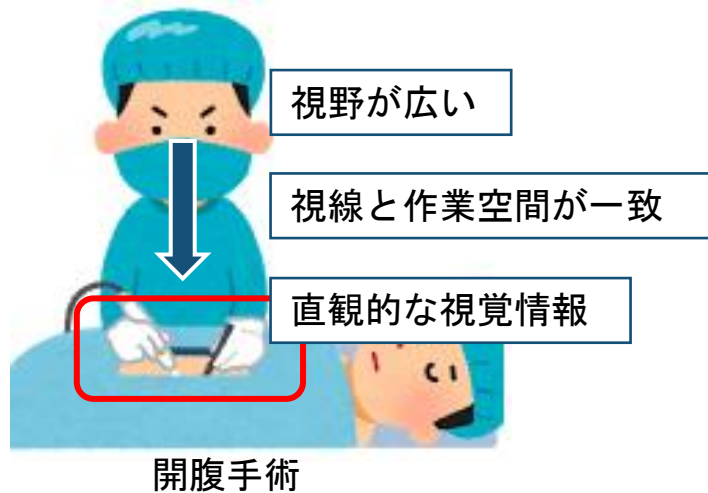 視野が広い
視線と作業空間が一致
直観的な視覚情報
開腹手術